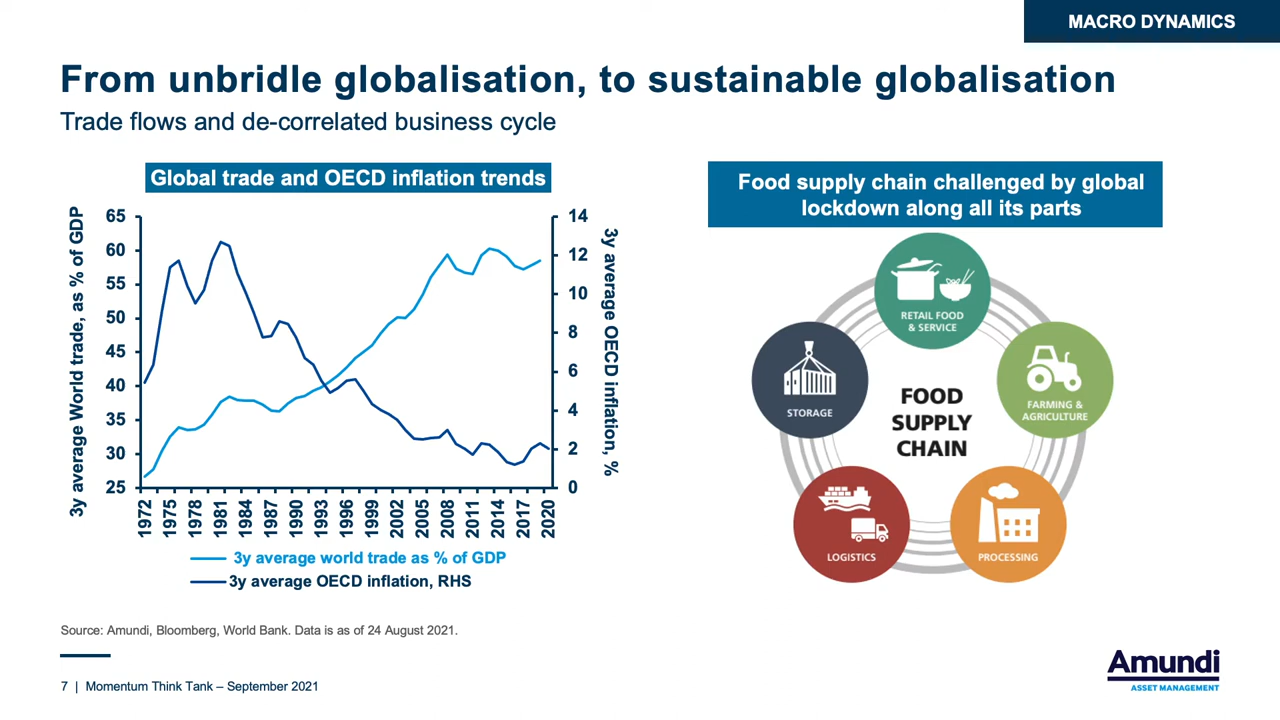 MACRO DYNAMICS
From unbridle globalisation, to sustainable globalisation
Trade flows and de-correlated business cycle
Global trade and OECD inflation trends
3y average World trade, as % of GDP
65
60
55
50
45
40
35
30
25
14
12
10
8
6
4
2
0
3y average OECD inflation, %
1972
1975
1978
1981
1984
1987
1990
1993
1996
1999
2002
2005
2008
2011
2014
2017
2020
3y average world trade as % of GDP
3y average OECD inflation, RHS
Food supply chain challenged by global
lockdown along all its parts
RETAIL FOOD
& SERVICE
FARMING &
AGRICULTURE
PROCESSING
LOGISTICS
STORAGE
FOOD
SUPPLY
CHAIN
Source: Amundi, Bloomberg, World Bank. Data is as of 24 August 2021.
7 | Momentum Think Tank – September 2021
Amundi
ASSET MANAGEMENT